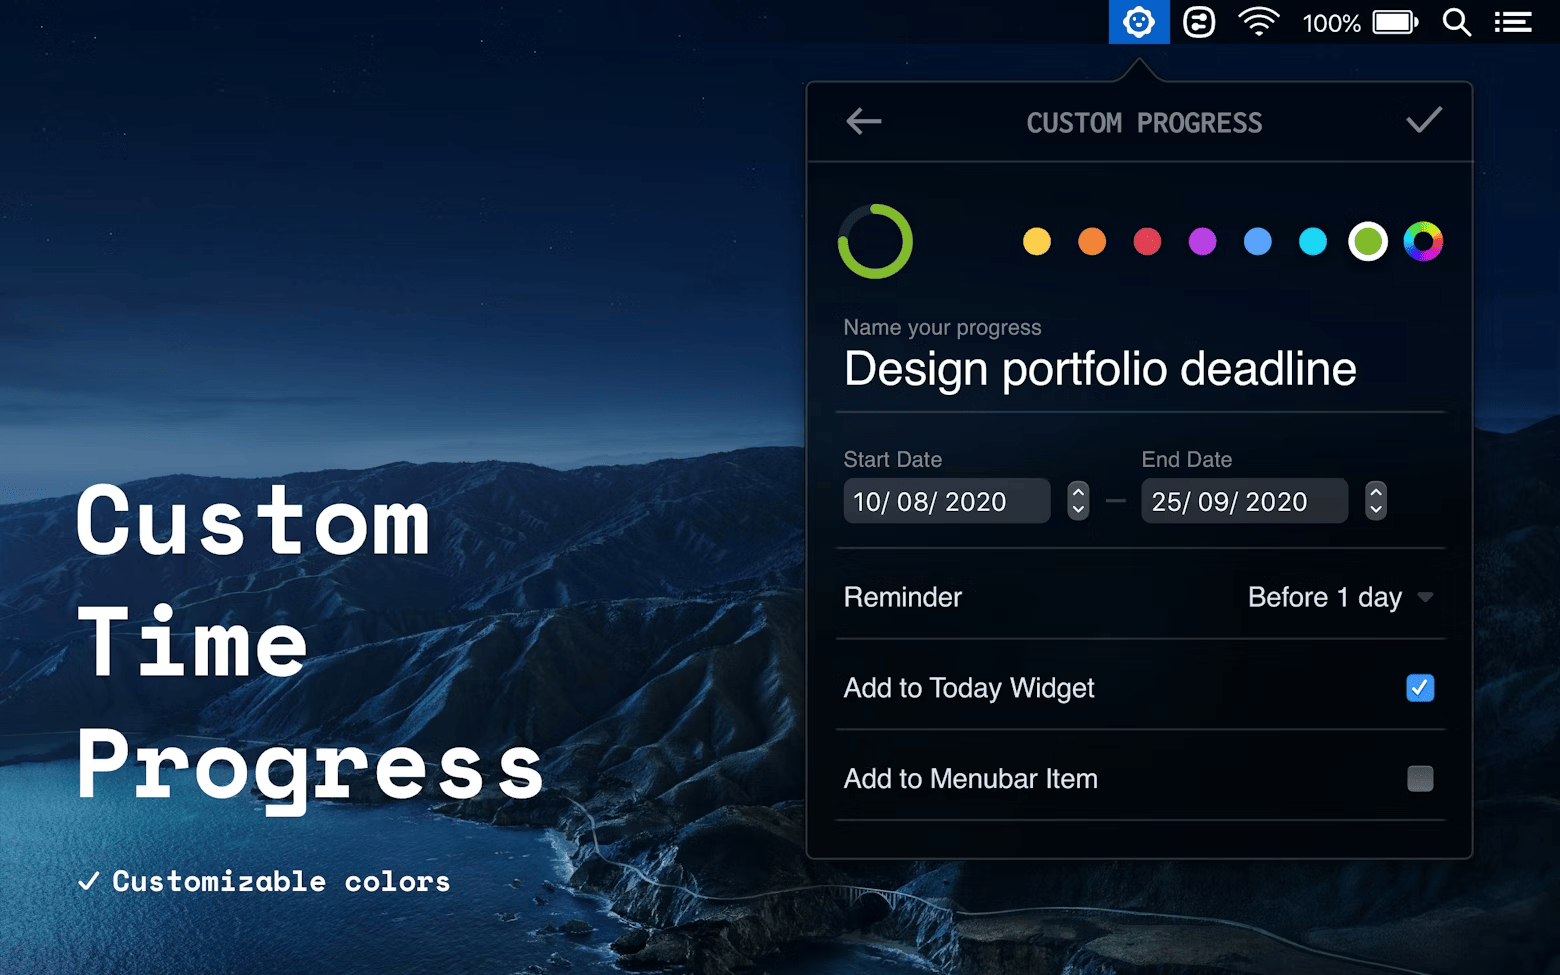 100%
CUSTOM PROGRESS
Name your progress
Design portfolio deadline
Start Date
End Date
10/ 08/ 2020
25/ 09/ 2020
Reminder
Before 1 day
Add to Today Widget
Add to Menubar Item
Custom
Time
Progress
✓ Customizable colors